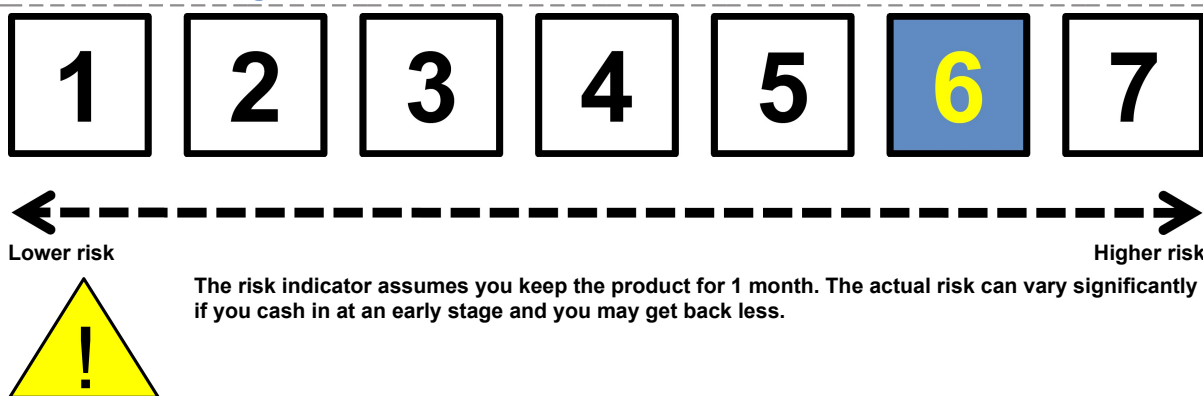 1 2 3 4 5 6 7
Lower risk Higher risk
The risk indicator assumes you keep the product for 1 month. The actual risk can vary significantly
if you cash in at an early stage and you may get back less.
!